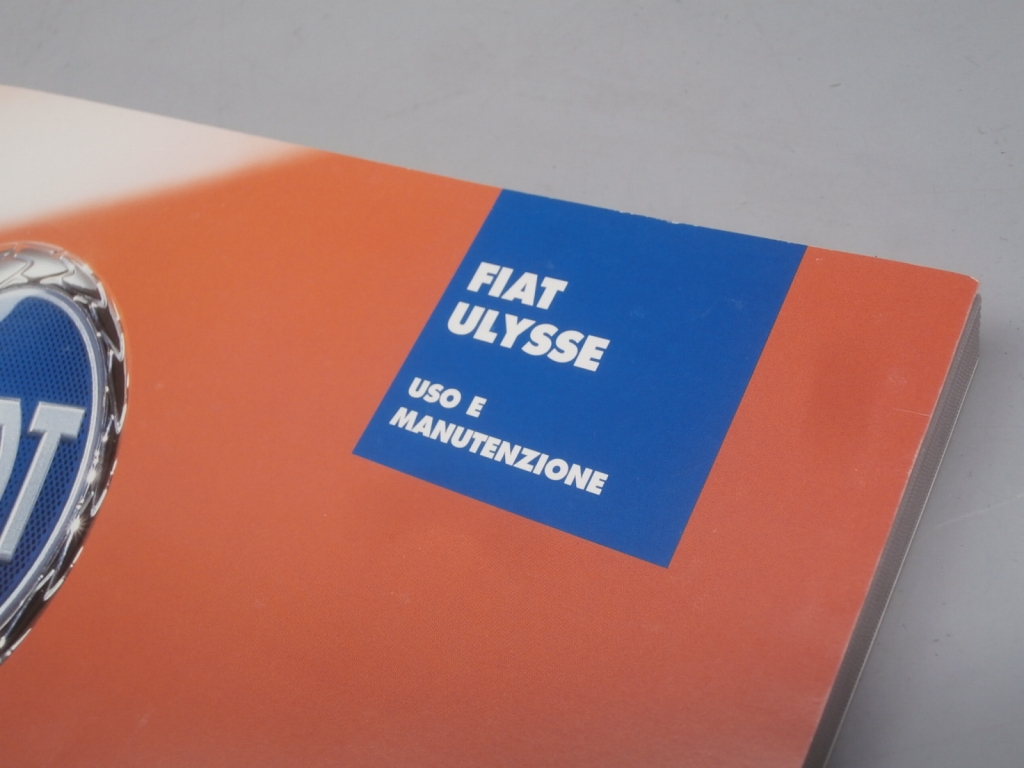 FIAT
ULYSSE
USO E
MANUTENZIONE